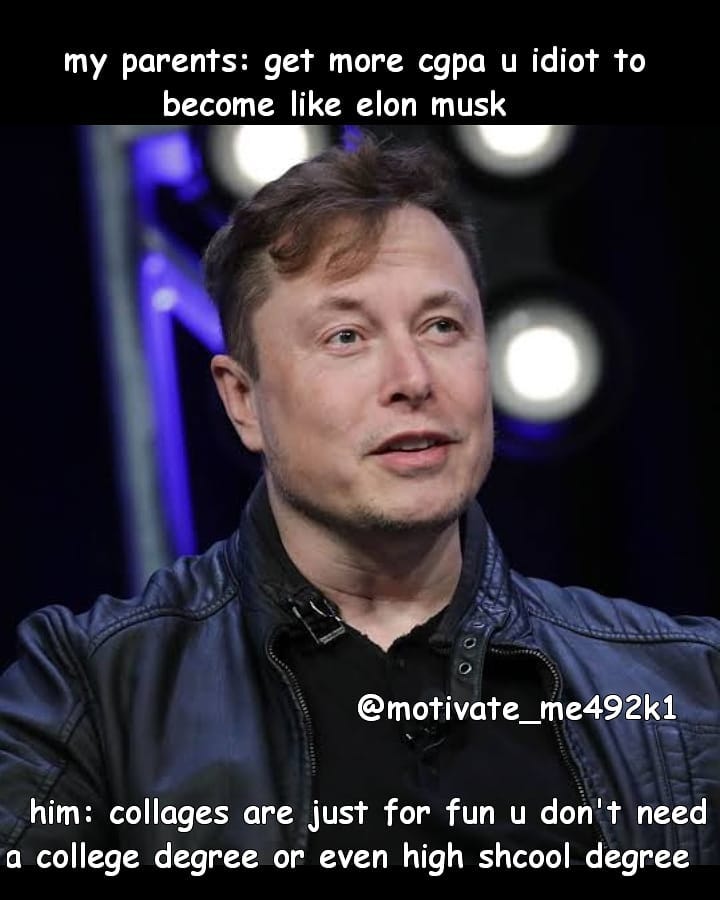 my parents: get more cgpa u idiot to
become like elon musk
@motivate_me492k1
him: collages are just for fun u don't need
a college degree or even high shcool degree